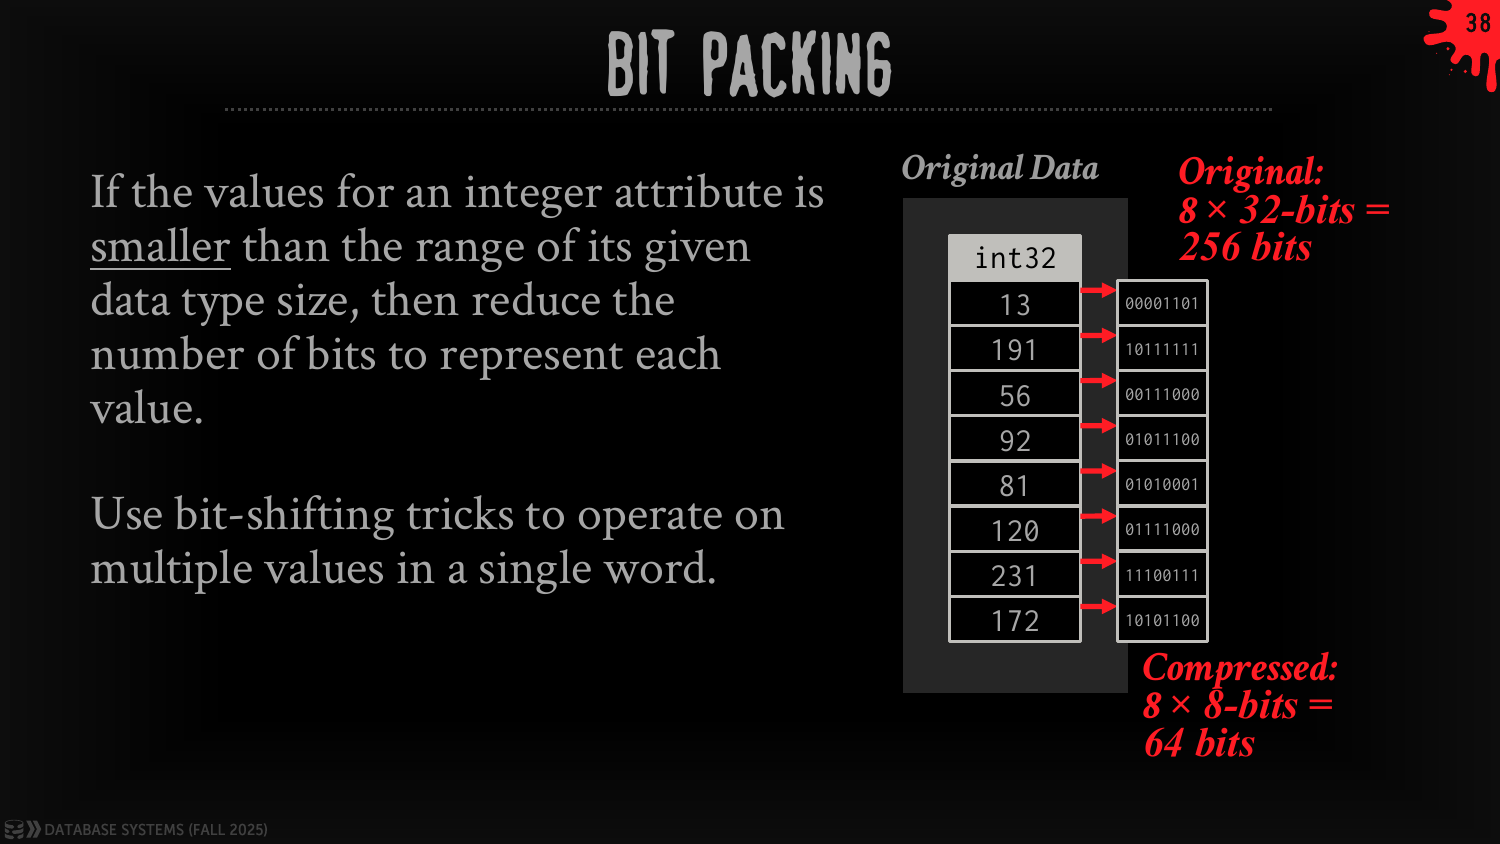 38
BIT PACKING
If the values for an integer attribute is
smaller than the range of its given
data type size, then reduce the
number of bits to represent each
value.
Use bit-shifting tricks to operate on
multiple values in a single word.
Original Data
Original:
8 × 32-bits =
256 bits
int32
13 00001101
191 10111111
56 00111000
92 01011100
81 01010001
120 01111000
231 11100111
172 10101100
Compressed:
8 × 8-bits =
64 bits
DATABASE SYSTEMS (FALL 2025)